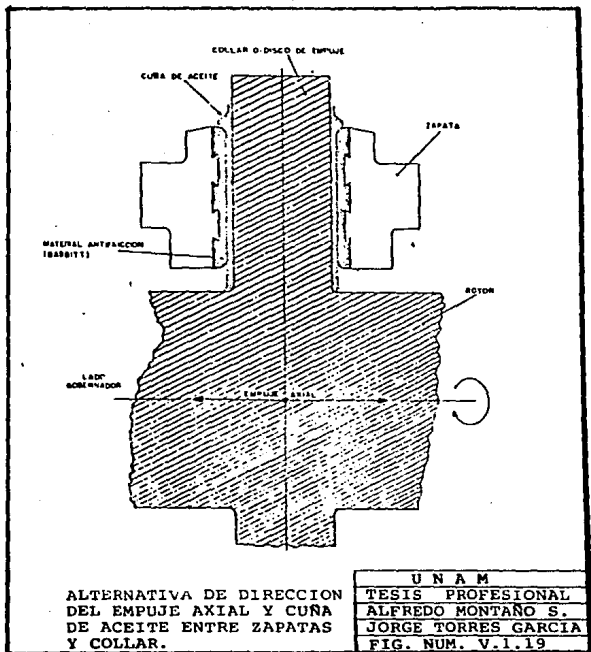 COLLAR O DISCO DE EMPUJE
CUÑA DE ACEITE
ZAPATA
MATERIAL ANTIFRICCION
(BABBITT)
ROTOR
LADO
GOBERNADOR
EMPUJE AXIAL
ALTERNATIVA DE DIRECCION
DEL EMPUJE AXIAL Y CUÑA
DE ACEITE ENTRE ZAPATAS
Y COLLAR.
U N A M
TESIS PROFESIONAL
ALFREDO MONTAÑO S.
JORGE TORRES GARCIA
FIG. NUM. V.1.19